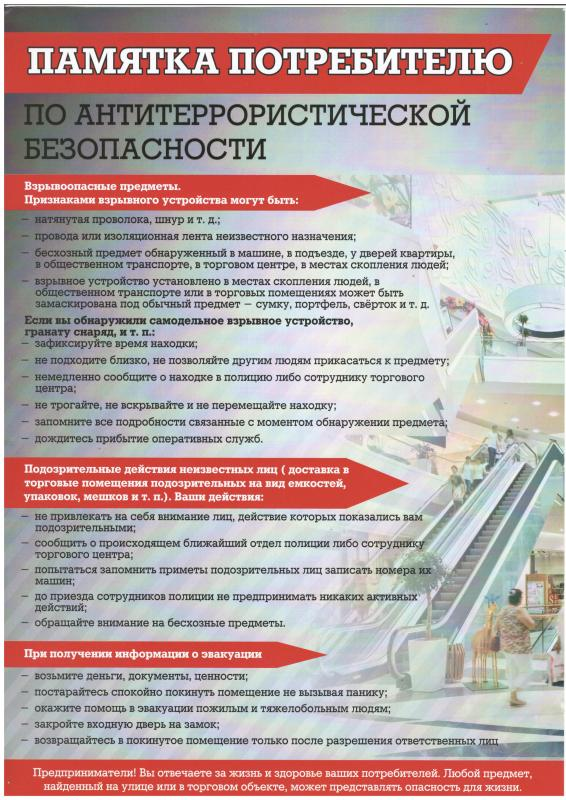 ПАМЯТКА ПОТРЕБИТЕЛЮ
ПО АНТИТЕРРОРИСТИЧЕСКОЙ
БЕЗОПАСНОСТИ
Взрывоопасные предметы.
Признаками взрывного устройства могут быть:
— натянутая проволока, шнур и т. д.;
— провода или изоляционная лента неизвестного назначения;
— бесхозный предмет обнаруженный в машине, в подъезде, у дверей квартиры,
в общественном транспорте, в торговом центре, в местах скопления людей;
— взрывное устройство установлено в местах скопления людей, в
общественном транспорте или в торговых помещениях может быть
замаскирована под обычный предмет — сумку, портфель, свёрток и т. д.
Если вы обнаружили самодельное взрывное устройство,
гранату снаряд, и т. п.:
— зафиксируйте время находки;
— не подходите близко, не позволяйте другим людям прикасаться к предмету;
— немедленно сообщите о находке в полицию либо сотруднику торгового
центра;
— не трогайте, не вскрывайте и не перемещайте находку;
— запомните все подробности связанные с моментом обнаружении предмета;
— дождитесь прибытие оперативных служб.
Подозрительные действия неизвестных лиц ( доставка в
торговые помещения подозрительных на вид емкостей,
упаковок, мешков и т. п.). Ваши действия:
— не привлекать на себя внимание лиц, действие которых показались вам
подозрительными;
— сообщить о происходящем ближайший отдел полиции либо сотруднику
торгового центра;
— попытаться запомнить приметы подозрительных лиц записать номера их
машин;
— до приезда сотрудников полиции не предпринимать никаких активных
действий;
— обращайте внимание на бесхозные предметы.
При получении информации о эвакуации
— возьмите деньги, документы, ценности;
— постарайтесь спокойно покинуть помещение не вызывая панику;
— окажите помощь в эвакуации пожилым и тяжелобольным людям;
— закройте входную дверь на замок;
— возвращайтесь в покинутое помещение только после разрешения ответственных лиц
Предприниматели! Вы отвечаете за жизнь и здоровье ваших потребителей. Любой предмет,
найденный на улице или в торговом объекте, может представлять опасность для жизни.